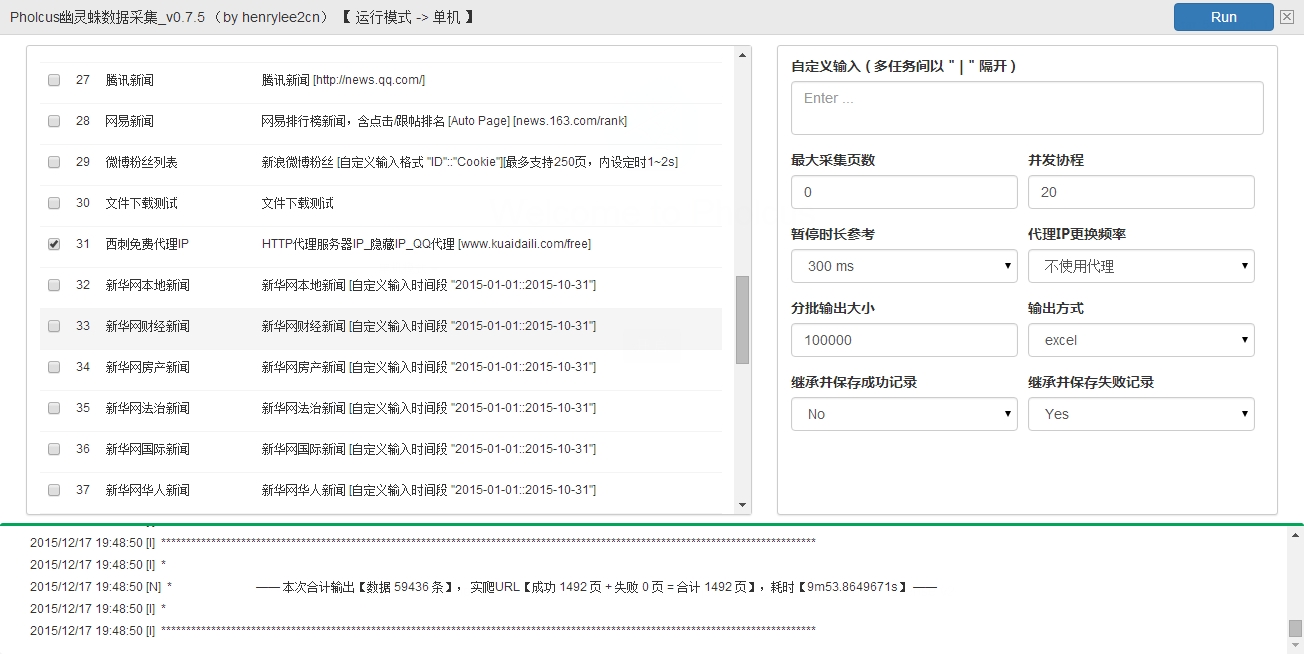 Pholcus幽灵蛛数据采集_v0.7.5 （by henrylee2cn） 【 运行模式 -> 单机 】
Run
27 腾讯新闻 腾讯新闻 [http://news.qq.com/]
28 网易新闻 网易排行榜新闻，含点击/跟帖排名 [Auto Page] [news.163.com/rank]
29 微博粉丝列表 新浪微博粉丝 [自定义输入格式 "ID"::"Cookie"][最多支持250页，内设定时1~2s]
30 文件下载测试 文件下载测试
31 西刺免费代理IP HTTP代理服务器IP_隐藏IP_QQ代理 [www.kuaidaili.com/free]
32 新华网本地新闻 新华网本地新闻 [自定义输入时间段 "2015-01-01::2015-10-31"]
33 新华网财经新闻 新华网财经新闻 [自定义输入时间段 "2015-01-01::2015-10-31"]
34 新华网房产新闻 新华网房产新闻 [自定义输入时间段 "2015-01-01::2015-10-31"]
35 新华网法治新闻 新华网法治新闻 [自定义输入时间段 "2015-01-01::2015-10-31"]
36 新华网国际新闻 新华网国际新闻 [自定义输入时间段 "2015-01-01::2015-10-31"]
37 新华网华人新闻 新华网华人新闻 [自定义输入时间段 "2015-01-01::2015-10-31"]
自定义输入 ( 多任务间以 " | " 隔开 )
Enter ...
最大采集页数 并发协程
0 20
暂停时长参考 代理IP更换频率
300 ms 不使用代理
分批输出大小 输出方式
100000 excel
继承并保存成功记录 继承并保存失败记录
No Yes
2015/12/17 19:48:50 [I] ***********************************************************************************************************************************
2015/12/17 19:48:50 [I] *
2015/12/17 19:48:50 [N] * —— 本次合计输出【数据 59436 条】， 实爬URL【成功 1492 页 + 失败 0 页 = 合计 1492 页】，耗时【9m53.8649671s】 ——
2015/12/17 19:48:50 [I] *
2015/12/17 19:48:50 [I] ***********************************************************************************************************************************